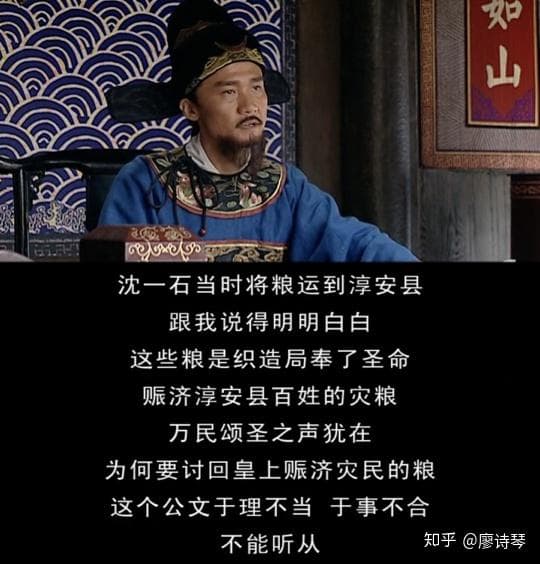 如山
沈一石当时将粮运到淳安县
跟我说得明明白白
这些粮是织造局奉了圣命
赈济淳安县百姓的灾粮
万民颂圣之声犹在
为何要讨回皇上赈济灾民的粮
这个公文于理不当 于事不合
不能听从
知乎 @廖诗琴